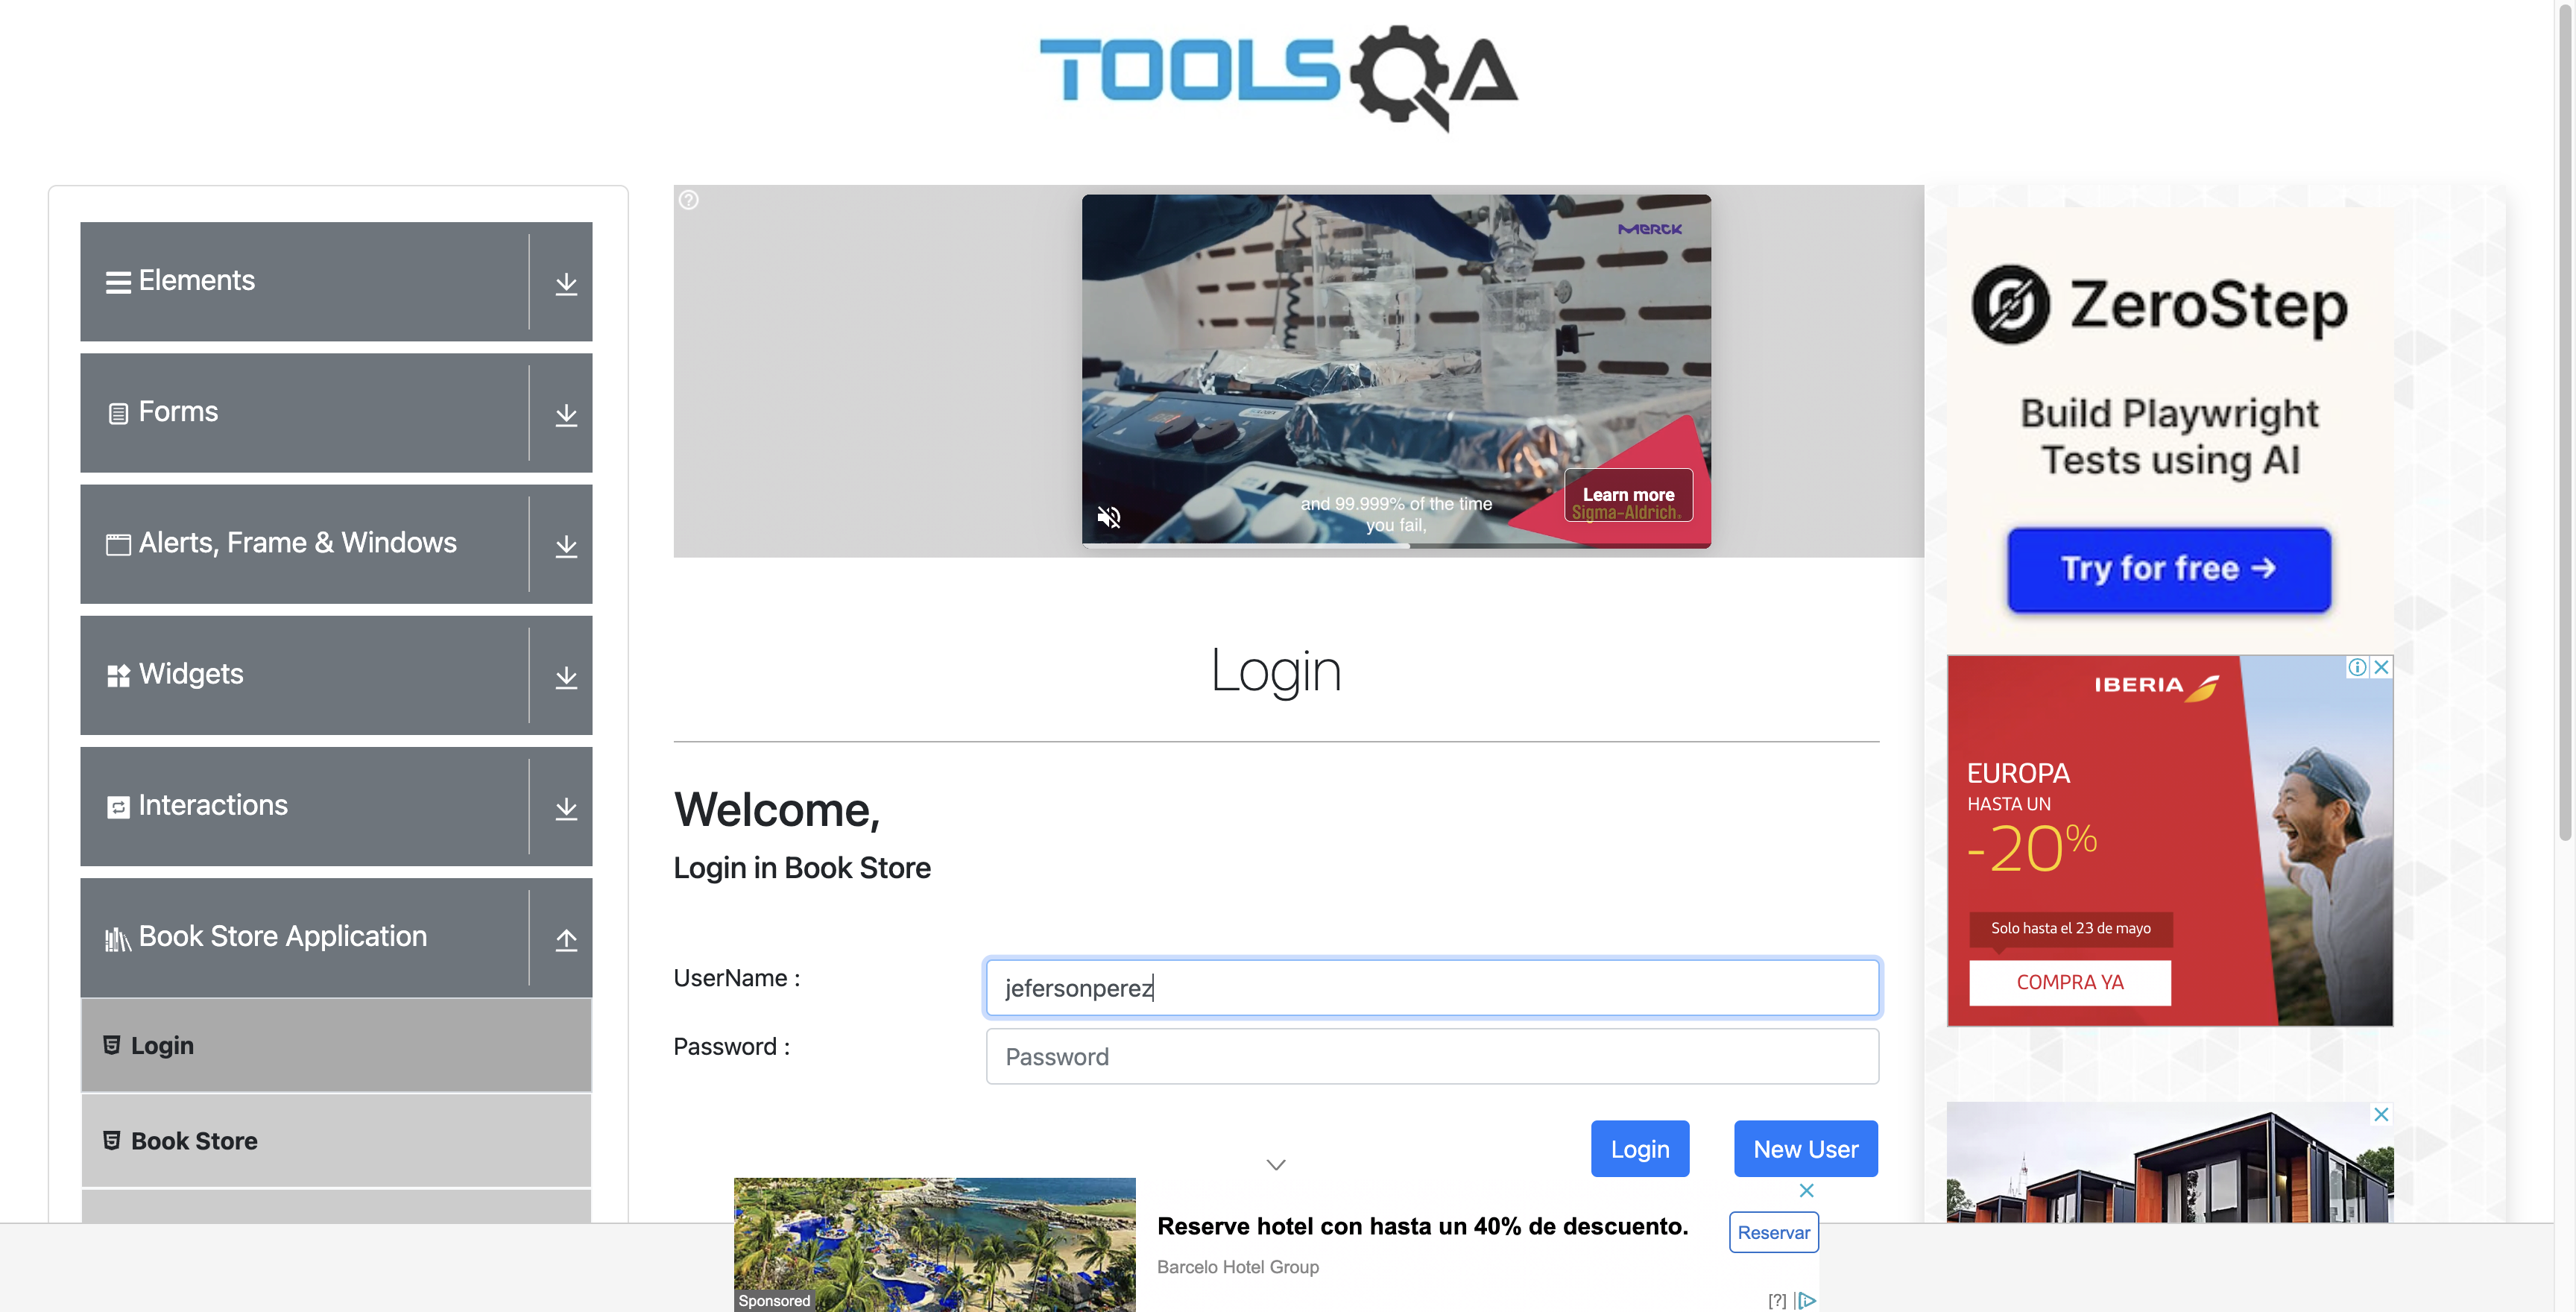 TOOLSQA
Elements
Forms
Alerts, Frame & Windows
Widgets
Interactions
Book Store Application
Login
Book Store
MERCK
and 99.999% of the time
you fail,
Learn more
Sigma-Aldrich.
Login
Welcome,
Login in Book Store
UserName :
jefersonperez
Password :
Password
Login
New User
ZeroStep
Build Playwright
Tests using AI
Try for free →
IBERIA
EUROPA
HASTA UN
-20%
Solo hasta el 23 de mayo
COMPRA YA
Reserve hotel con hasta un 40% de descuento.
Barcelo Hotel Group
Reservar
Sponsored
[?]